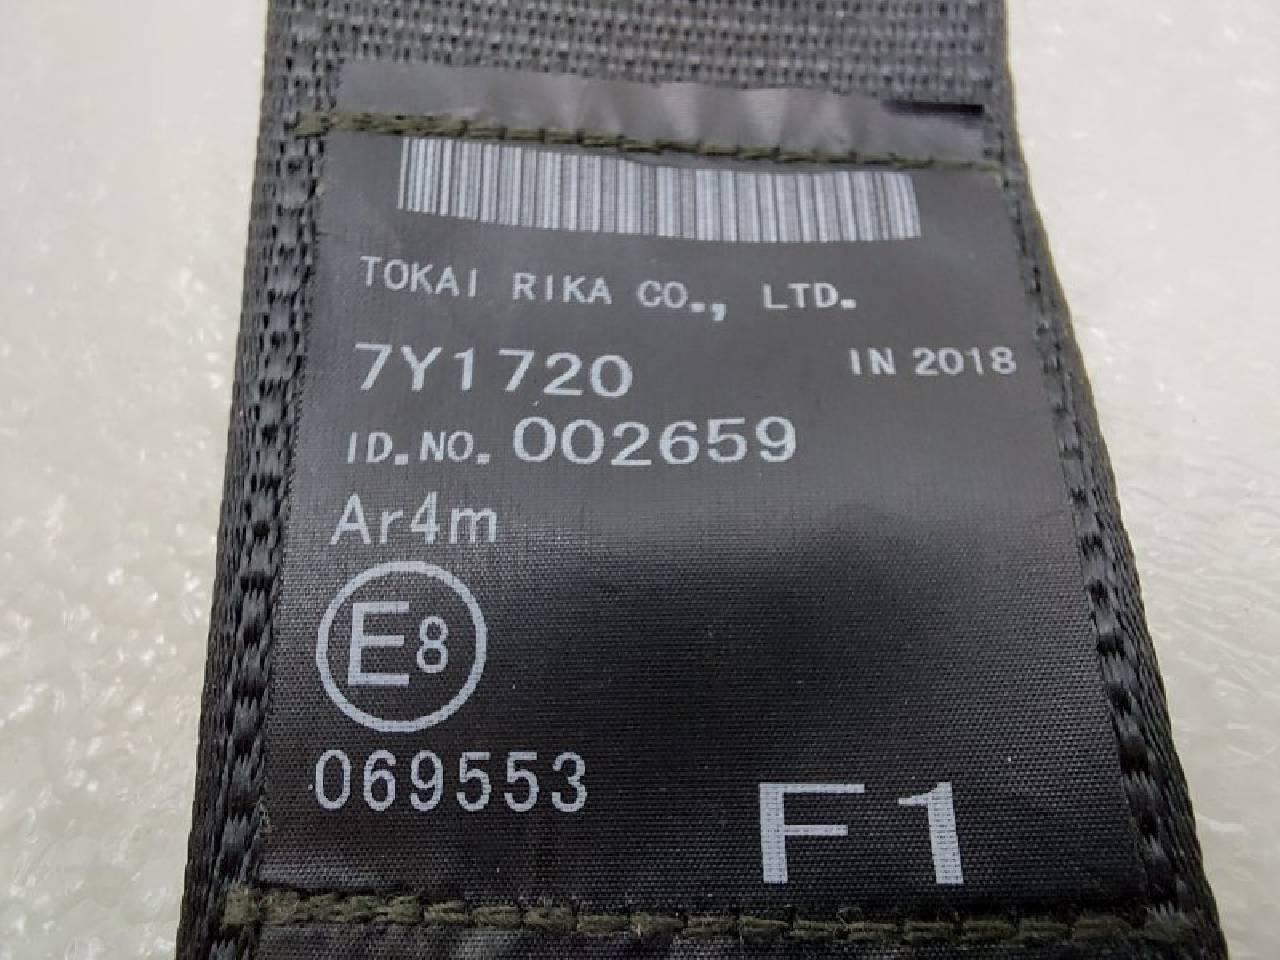 TOKAI RIKA CO., LTD.
7Y1720 IN 2018
ID.NO. 002659
Ar4m
E8
069553
F1